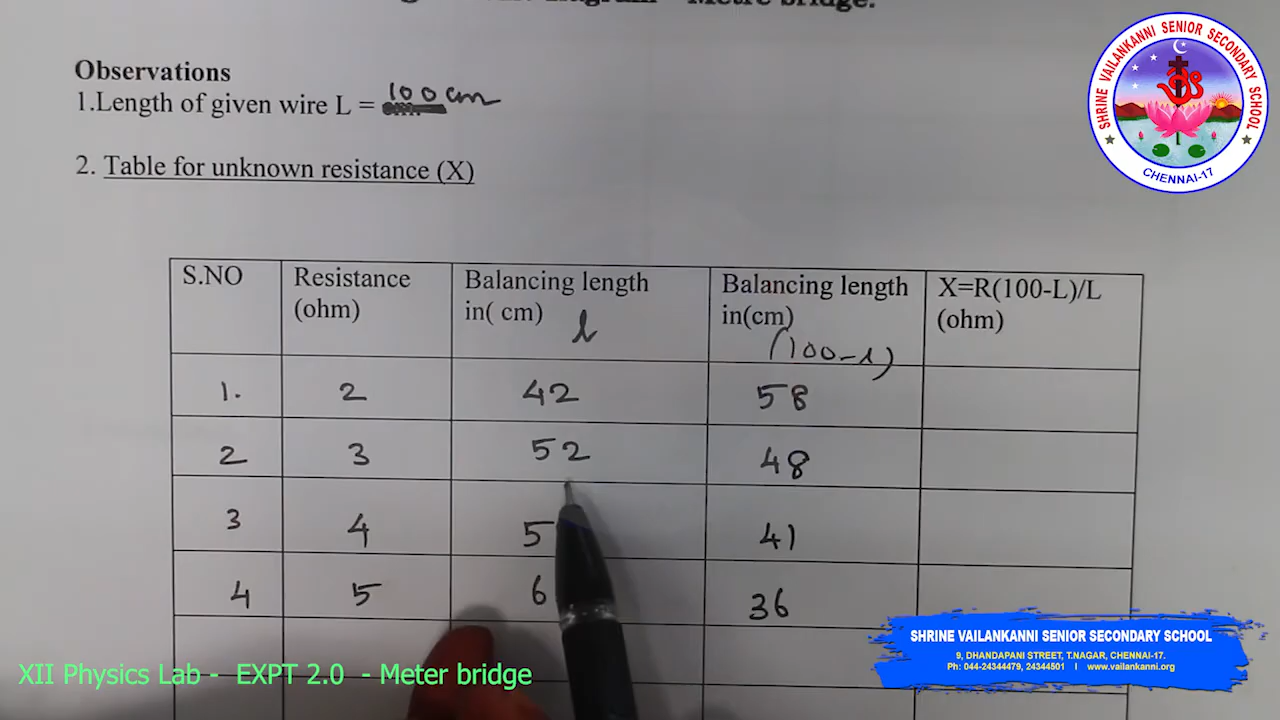 Observations
1.Length of given wire L = 100 cm
2. Table for unknown resistance (X)
S.NO
Resistance
(ohm)
Balancing length
in( cm)
l
Balancing length
in(cm)
(100-l)
X=R(100-L)/L
(ohm)
1. 2 42 58
2 3 52 48
3 4 5 41
4 5 6 36
SHRINE VAILANKANNI SENIOR SECONDARY SCHOOL
CHENNAI-17
SHRINE VAILANKANNI SENIOR SECONDARY SCHOOL
9, DHANDAPANI STREET, T.NAGAR, CHENNAI-17.
Ph: 044-24344479, 24344501 I www.vailankanni.org
XII Physics Lab - EXPT 2.0 - Meter bridge